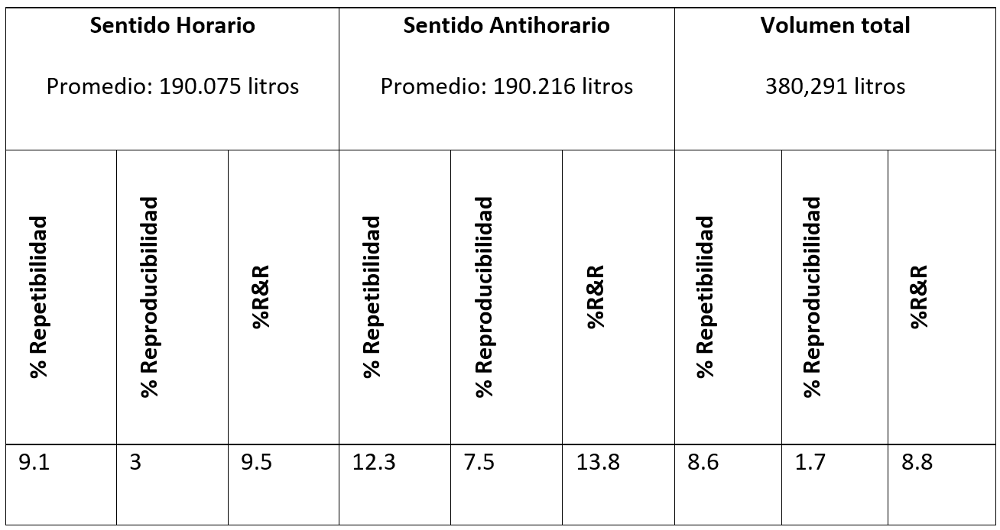 Sentido Horario
Promedio: 190.075 litros
Sentido Antihorario
Promedio: 190.216 litros
Volumen total
380,291 litros
% Repetibilidad
% Reproducibilidad
%R&R
% Repetibilidad
% Reproducibilidad
%R&R
% Repetibilidad
% Reproducibilidad
%R&R
9.1
3
9.5
12.3
7.5
13.8
8.6
1.7
8.8